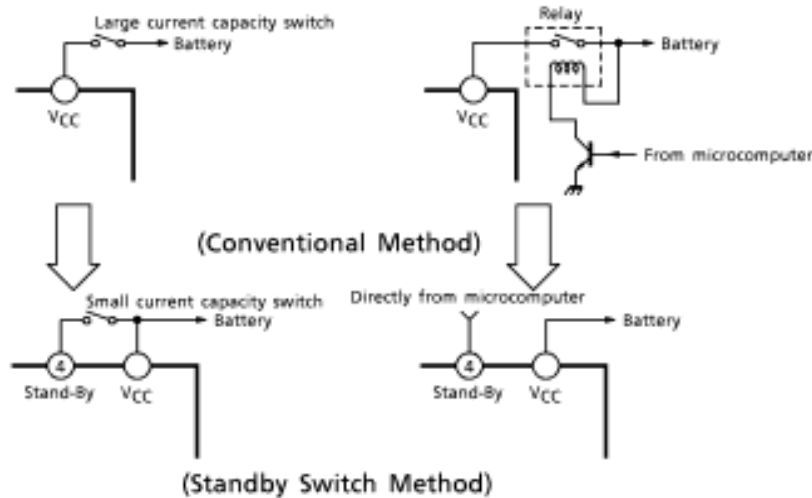 Large current capacity switch
Battery
VCC
Relay
Battery
VCC
From microcomputer
(Conventional Method)
Small current capacity switch
Battery
4
Stand-By
VCC
Directly from microcomputer
Battery
4
Stand-By
VCC
(Standby Switch Method)